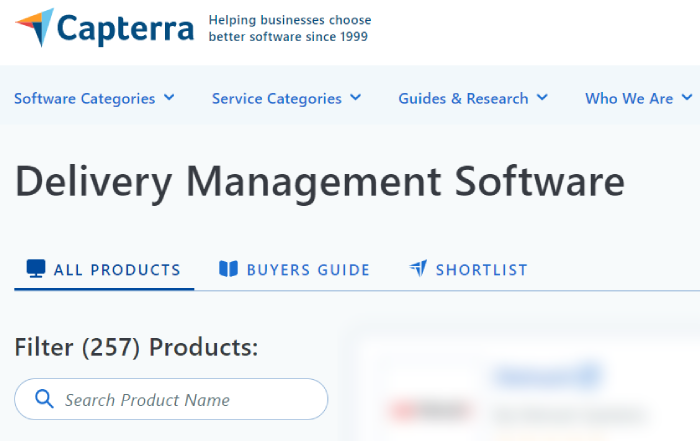 Capterra
Helping businesses choose
better software since 1999
Software Categories
Service Categories
Guides & Research
Who We Are
Delivery Management Software
ALL PRODUCTS
BUYERS GUIDE
SHORTLIST
Filter (257) Products:
Search Product Name